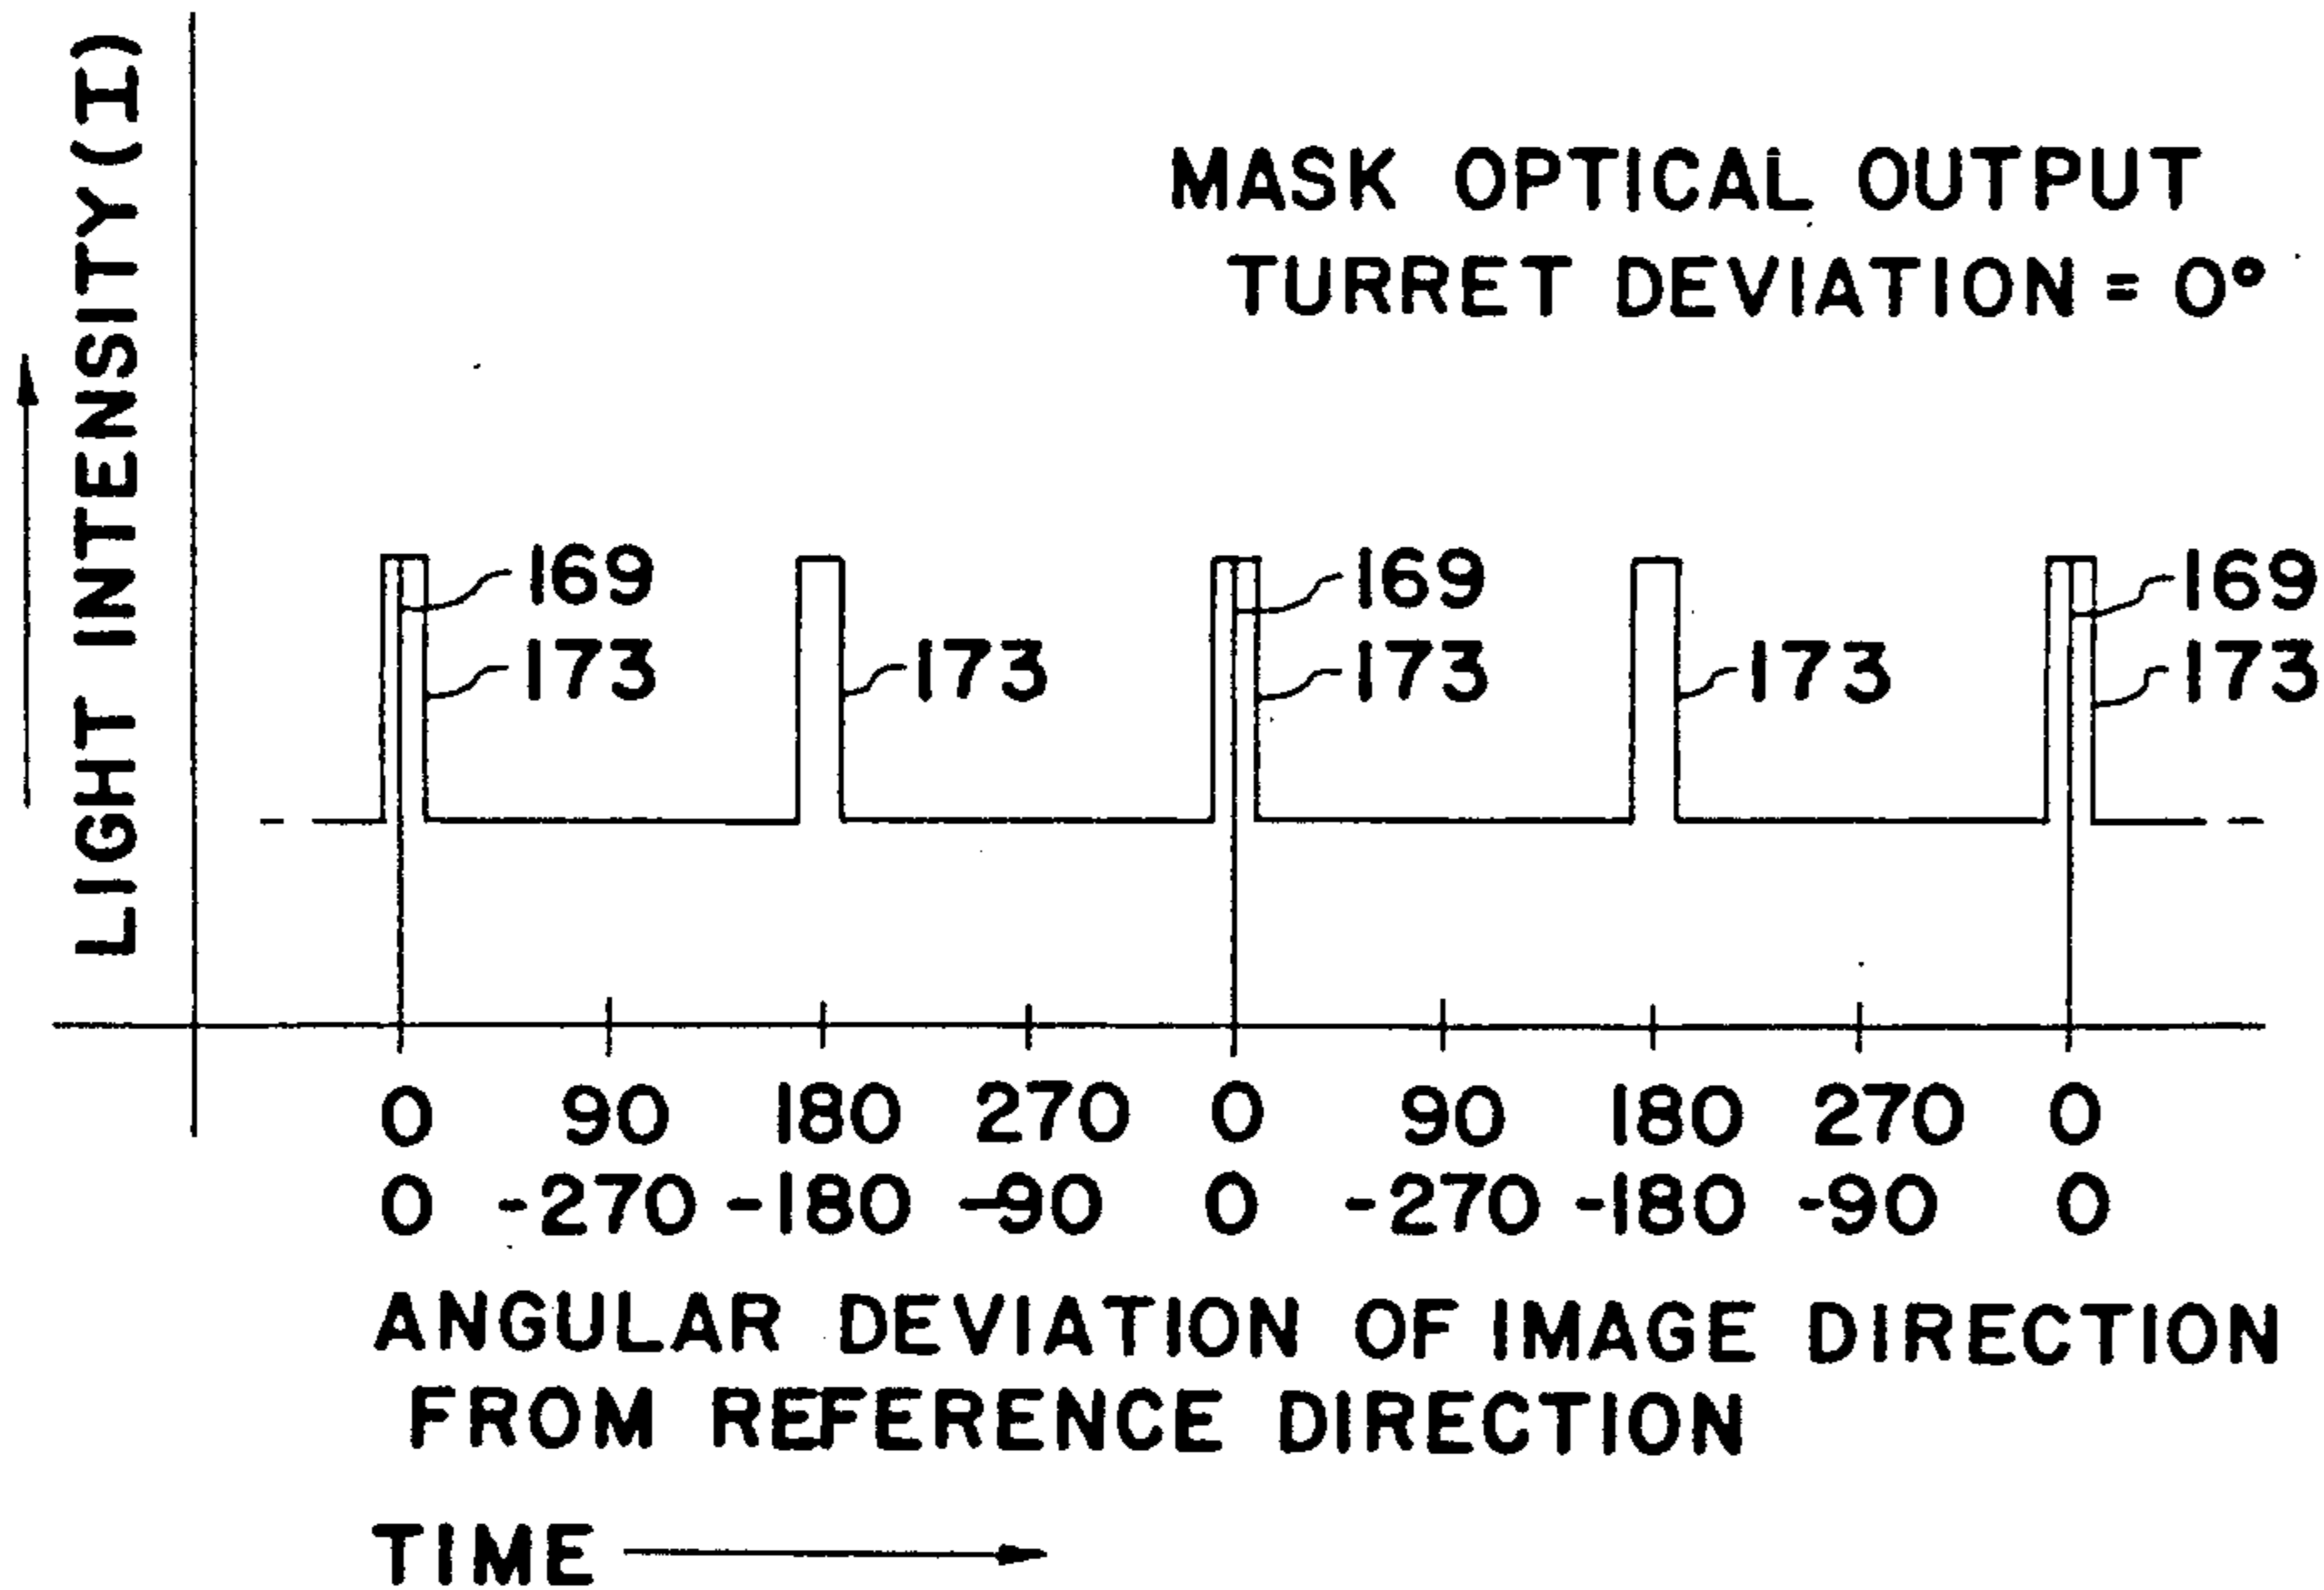 LIGHT INTENSITY (I)
MASK OPTICAL OUTPUT
TURRET DEVIATION = 0°
169 169 169
173 173 173 173 173
0 90 180 270 0 90 180 270 0
0 -270 -180 -90 0 -270 -180 -90 0
ANGULAR DEVIATION OF IMAGE DIRECTION
FROM REFERENCE DIRECTION
TIME